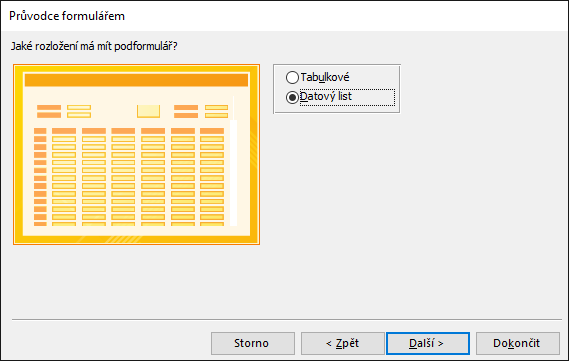 Průvodce formulářem
Jaké rozložení má mít podformulář?
Tabulkové
Datový list
Storno
< Zpět
Další >
Dokončit